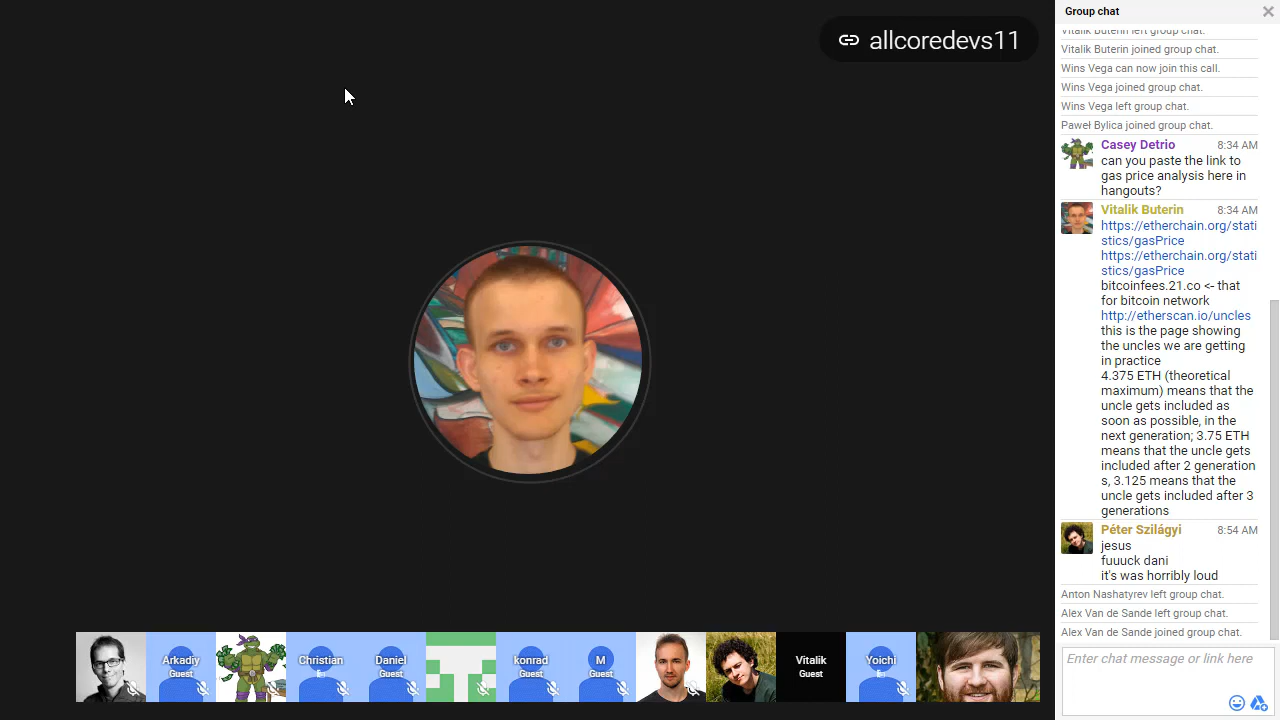 allcoredevs11
Group chat
Vitalik Buterin left group chat.
Vitalik Buterin joined group chat.
Wins Vega can now join this call.
Wins Vega joined group chat.
Wins Vega left group chat.
Paweł Bylica joined group chat.
Casey Detrio 8:34 AM
can you paste the link to
gas price analysis here in
hangouts?
Vitalik Buterin 8:34 AM
https://etherchain.org/stati
stics/gasPrice
https://etherchain.org/stati
stics/gasPrice
bitcoinfees.21.co <- that
for bitcoin network
http://etherscan.io/uncles
this is the page showing
the uncles we are getting
in practice
4.375 ETH (theoretical
maximum) means that the
uncle gets included as
soon as possible, in the
next generation; 3.75 ETH
means that the uncle gets
included after 2 generation
s, 3.125 means that the
uncle gets included after 3
generations
Péter Szilágyi 8:54 AM
jesus
fuuuck dani
it's was horribly loud
Anton Nashatyrev left group chat.
Alex Van de Sande left group chat.
Alex Van de Sande joined group chat.
Enter chat message or link here
Arkadiy
Guest
Christian
Daniel
Guest
konrad
Guest
M
Guest
Vitalik
Guest
Yoichi